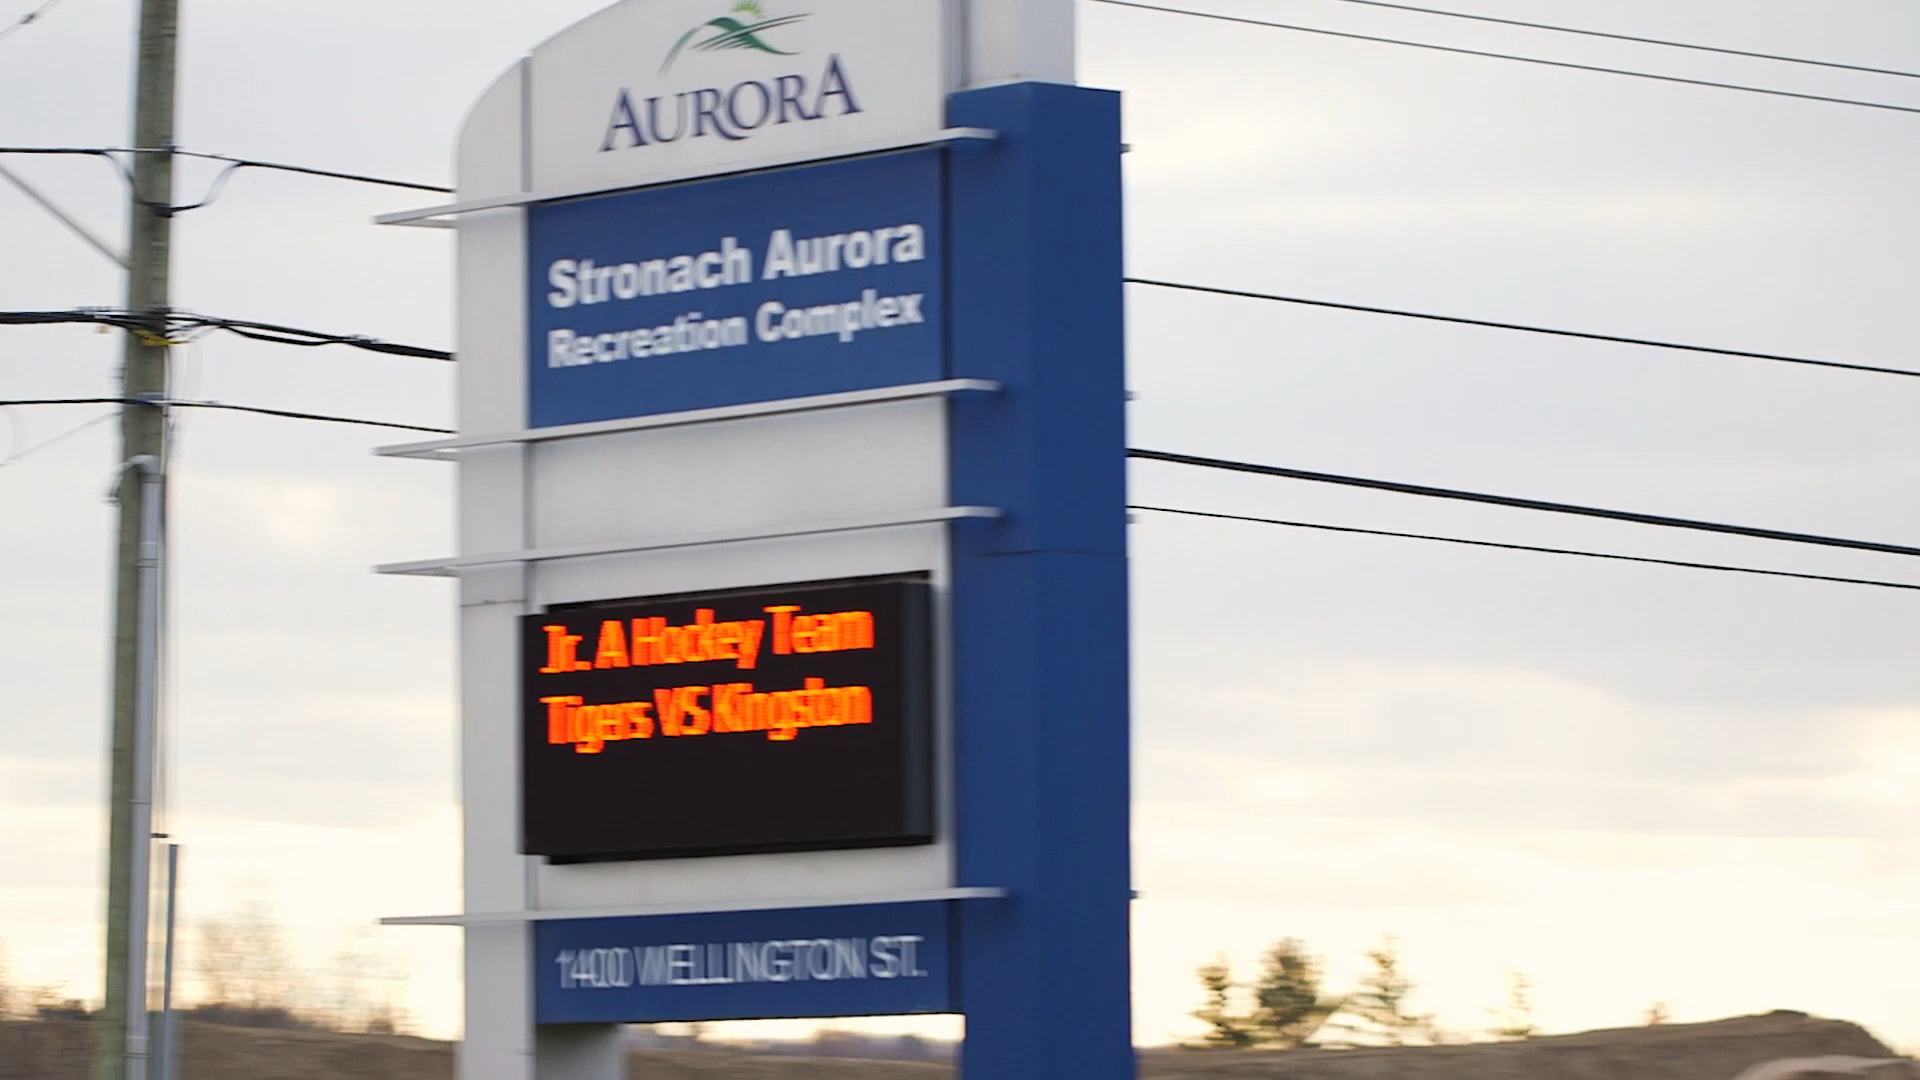 AURORA
Stronach Aurora
Recreation Complex
Jr. A Hockey Team
Tigers VS Kingston
1400 WELLINGTON ST.